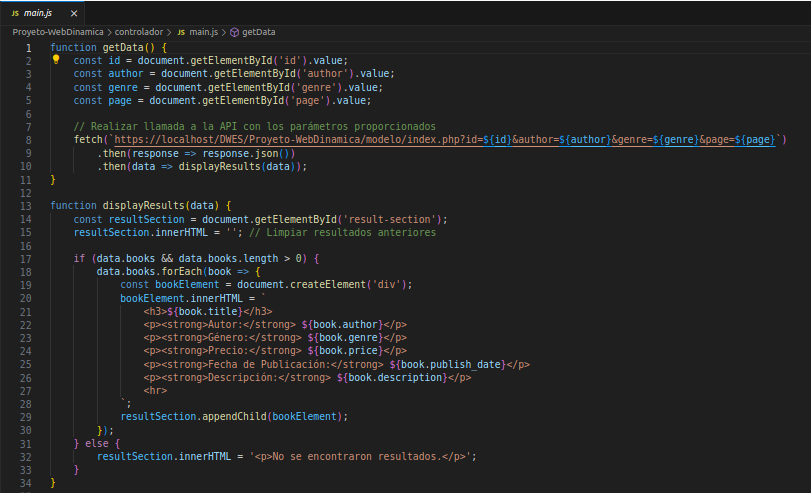 JS main.js ×
Proyeto-WebDinamica > controlador > JS main.js > getData
1 function getData() {
2 const id = document.getElementById('id').value;
3 const author = document.getElementById('author').value;
4 const genre = document.getElementById('genre').value;
5 const page = document.getElementById('page').value;
6
7 // Realizar llamada a la API con los parámetros proporcionados
8 fetch(`https://localhost/DWES/Proyeto-WebDinamica/modelo/index.php?id=${id}&author=${author}&genre=${genre}&page=${page}`)
9 .then(response => response.json())
10 .then(data => displayResults(data));
11 }
12
13 function displayResults(data) {
14 const resultSection = document.getElementById('result-section');
15 resultSection.innerHTML = ''; // Limpiar resultados anteriores
16
17 if (data.books && data.books.length > 0) {
18 data.books.forEach(book => {
19 const bookElement = document.createElement('div');
20 bookElement.innerHTML = `
21 <h3>${book.title}</h3>
22 <p><strong>Autor:</strong> ${book.author}</p>
23 <p><strong>Género:</strong> ${book.genre}</p>
24 <p><strong>Precio:</strong> ${book.price}</p>
25 <p><strong>Fecha de Publicación:</strong> ${book.publish_date}</p>
26 <p><strong>Descripción:</strong> ${book.description}</p>
27 <hr>
28 `;
29 resultSection.appendChild(bookElement);
30 });
31 } else {
32 resultSection.innerHTML = '<p>No se encontraron resultados.</p>';
33 }
34 }